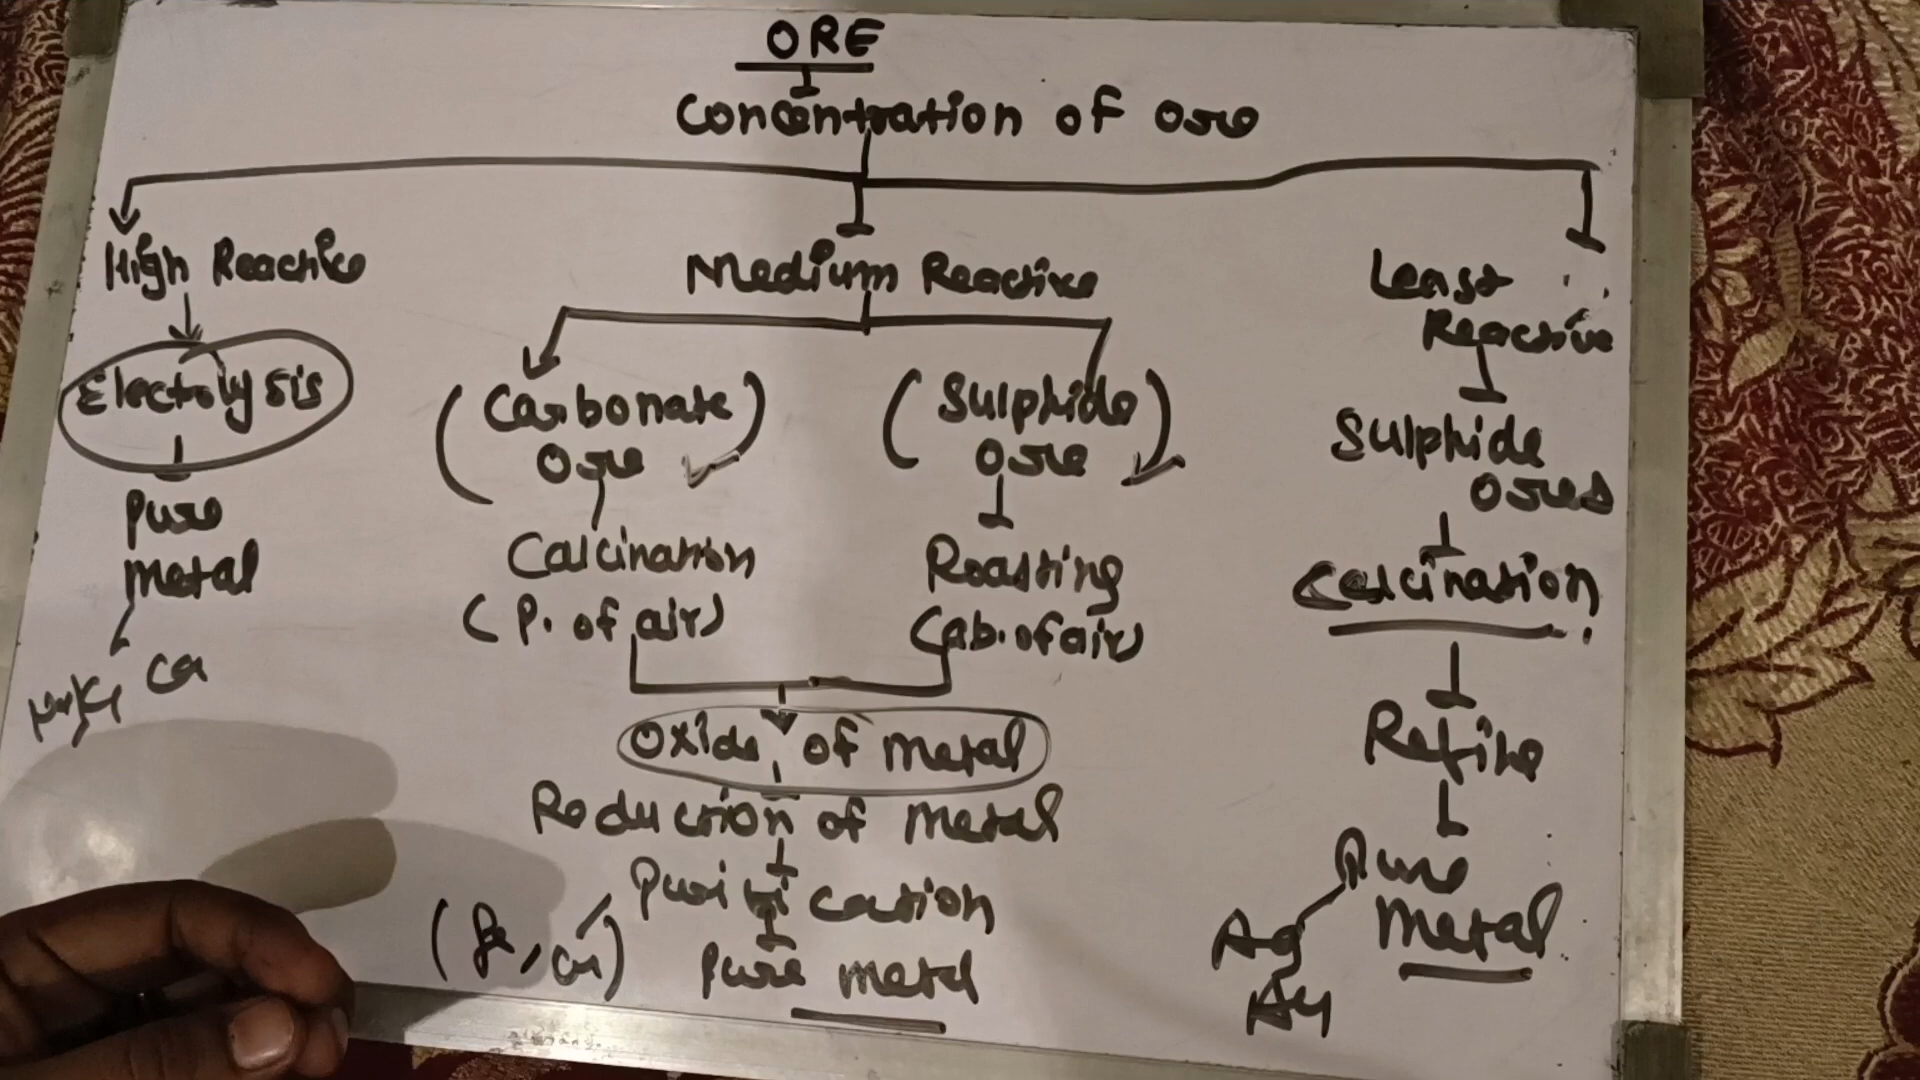 ORE
Concentration of Ore
High Reactive
Electolysis
Pure
metal
Ca
Medium Reactive
(Carbonate
Ore)
Calcination
(P. of air)
(Sulphide
Ore)
Roasting
(ab. of air)
Oxide of metal
Reduction of metal
Purification
Pure metal
Least
Reactive
Sulphide
Ores
Calcination
Refine
Pure
Metal
Ag
Au